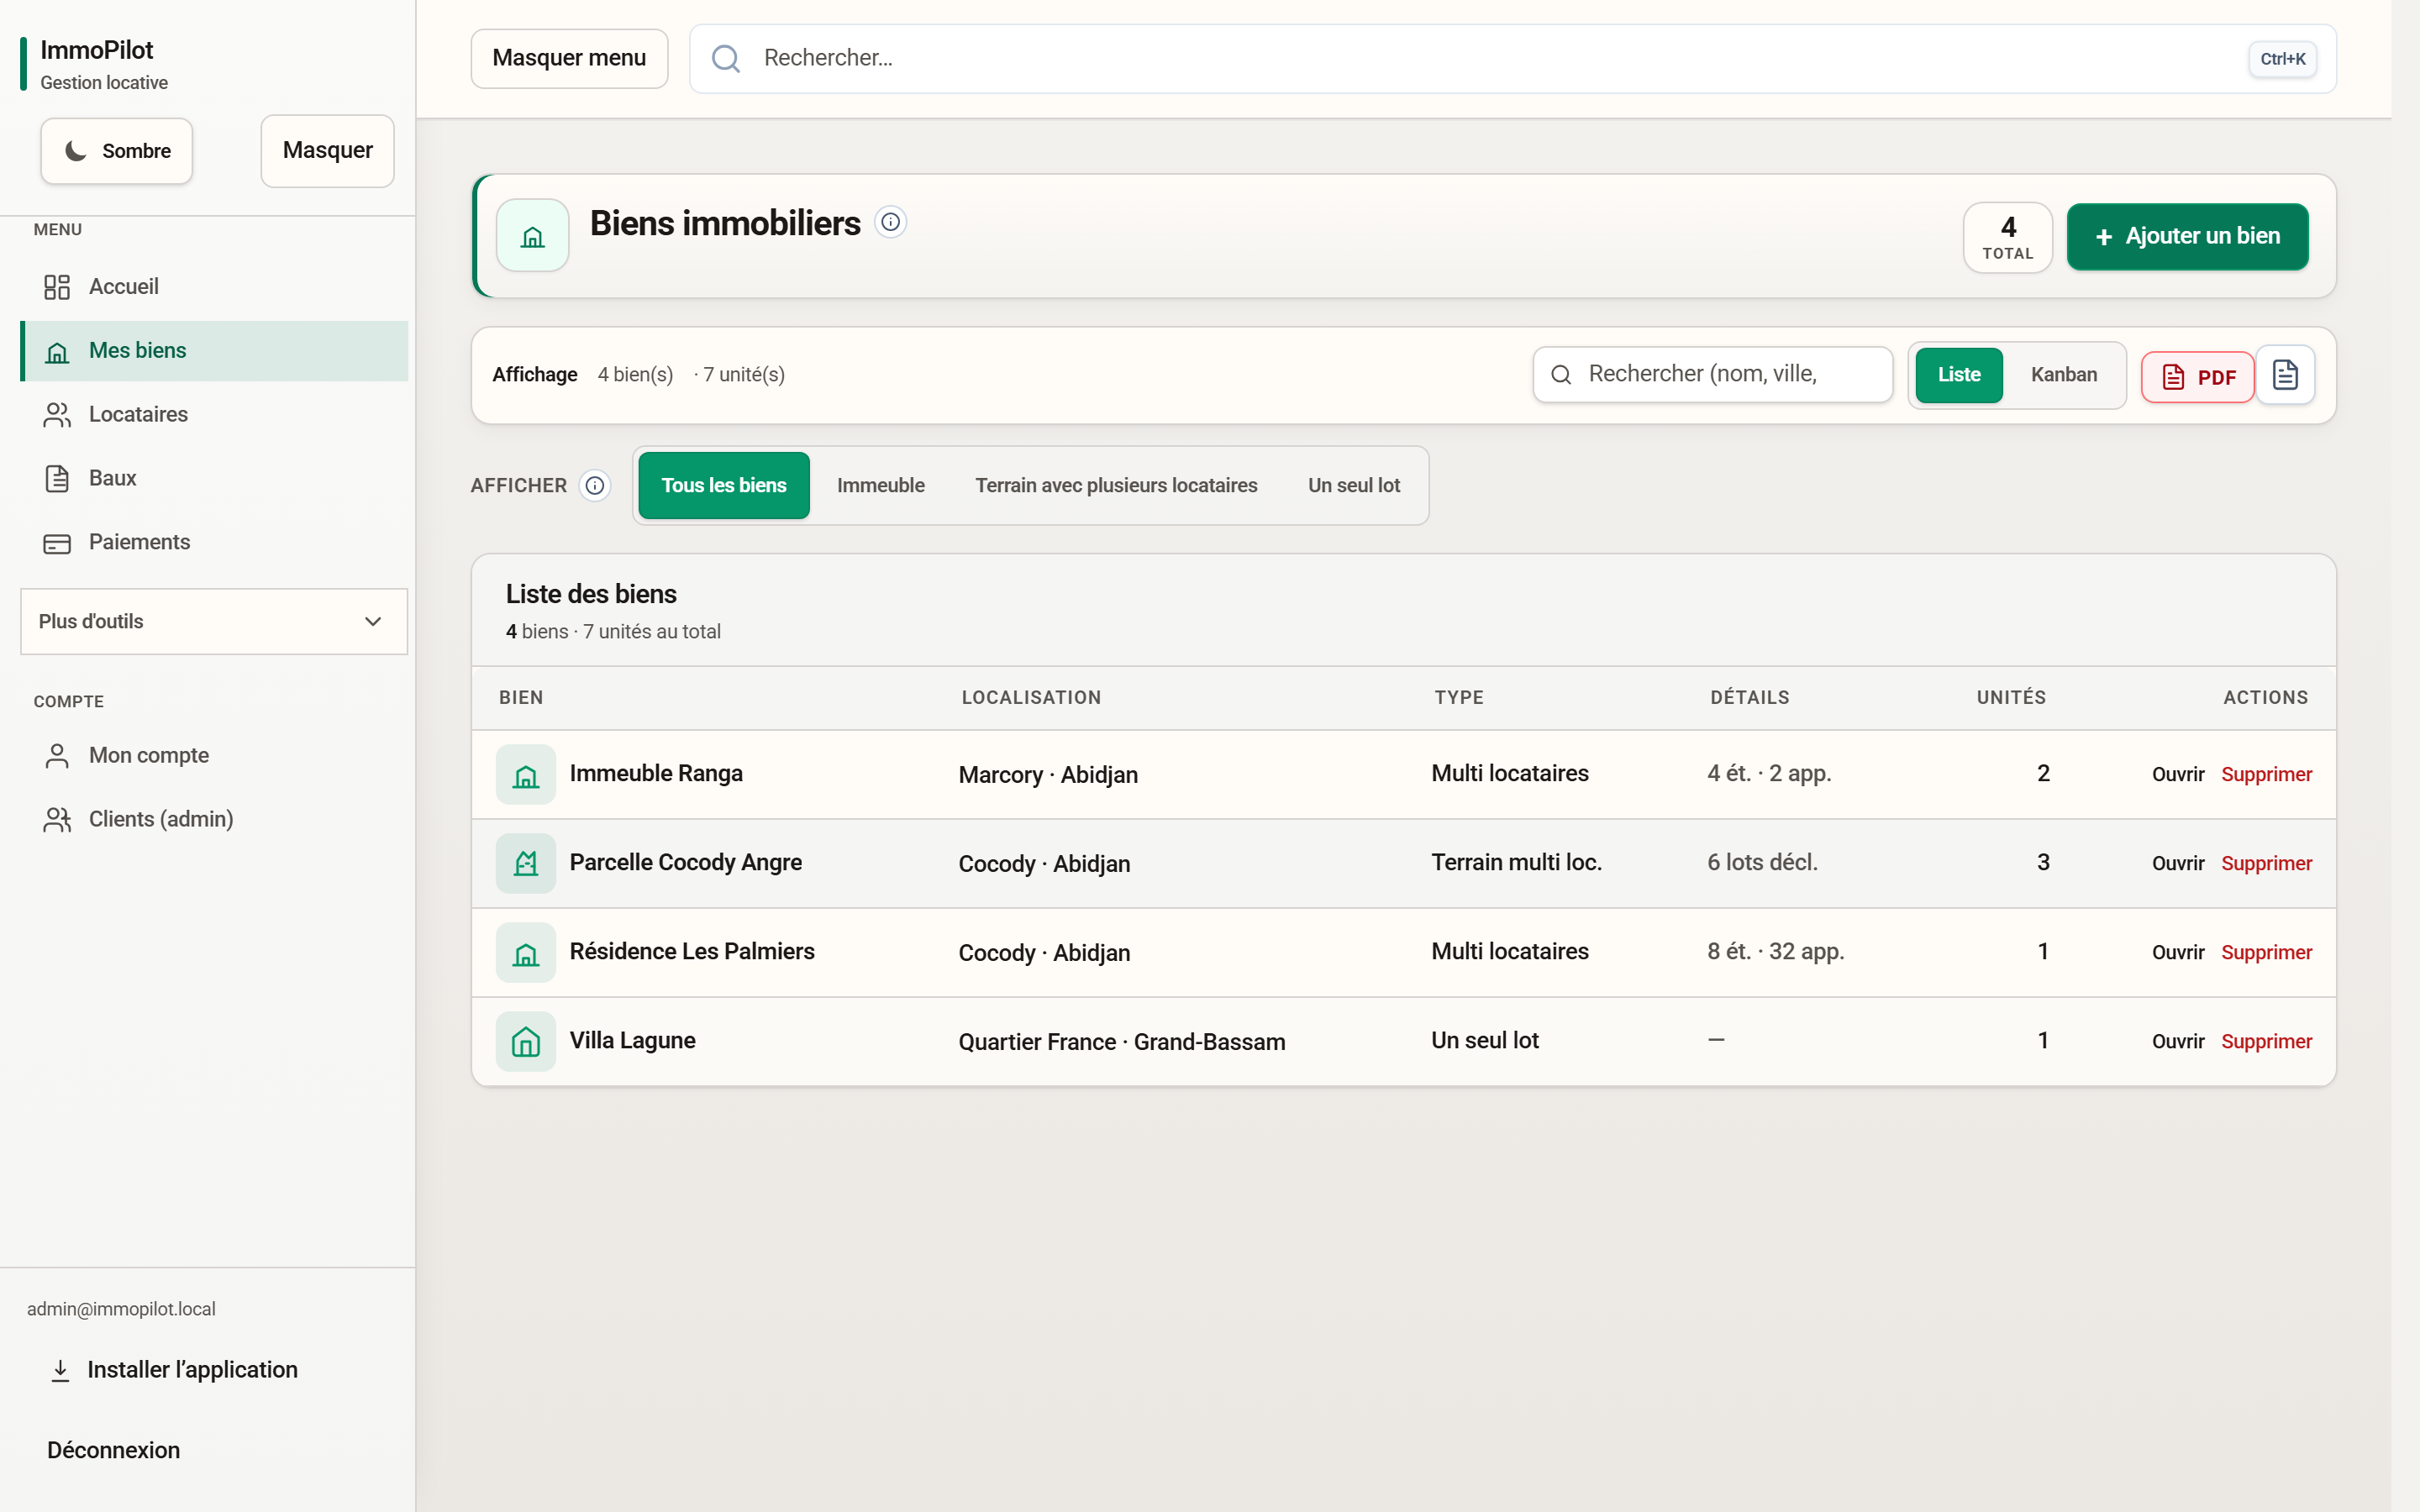 ImmoPilot
Gestion locative
Sombre
Masquer
MENU
Accueil
Mes biens
Locataires
Baux
Paiements
Plus d'outils
COMPTE
Mon compte
Clients (admin)
admin@immopilot.local
Installer l’application
Déconnexion
Masquer menu
Rechercher...
Ctrl+K
Biens immobiliers
4
TOTAL
+ Ajouter un bien
Affichage 4 bien(s) · 7 unité(s)
Rechercher (nom, ville,
Liste
Kanban
PDF
AFFICHER
Tous les biens
Immeuble
Terrain avec plusieurs locataires
Un seul lot
Liste des biens
4 biens · 7 unités au total
BIEN LOCALISATION TYPE DÉTAILS UNITÉS ACTIONS
Immeuble Ranga Marcory · Abidjan Multi locataires 4 ét. · 2 app. 2 Ouvrir Supprimer
Parcelle Cocody Angre Cocody · Abidjan Terrain multi loc. 6 lots décl. 3 Ouvrir Supprimer
Résidence Les Palmiers Cocody · Abidjan Multi locataires 8 ét. · 32 app. 1 Ouvrir Supprimer
Villa Lagune Quartier France · Grand-Bassam Un seul lot — 1 Ouvrir Supprimer